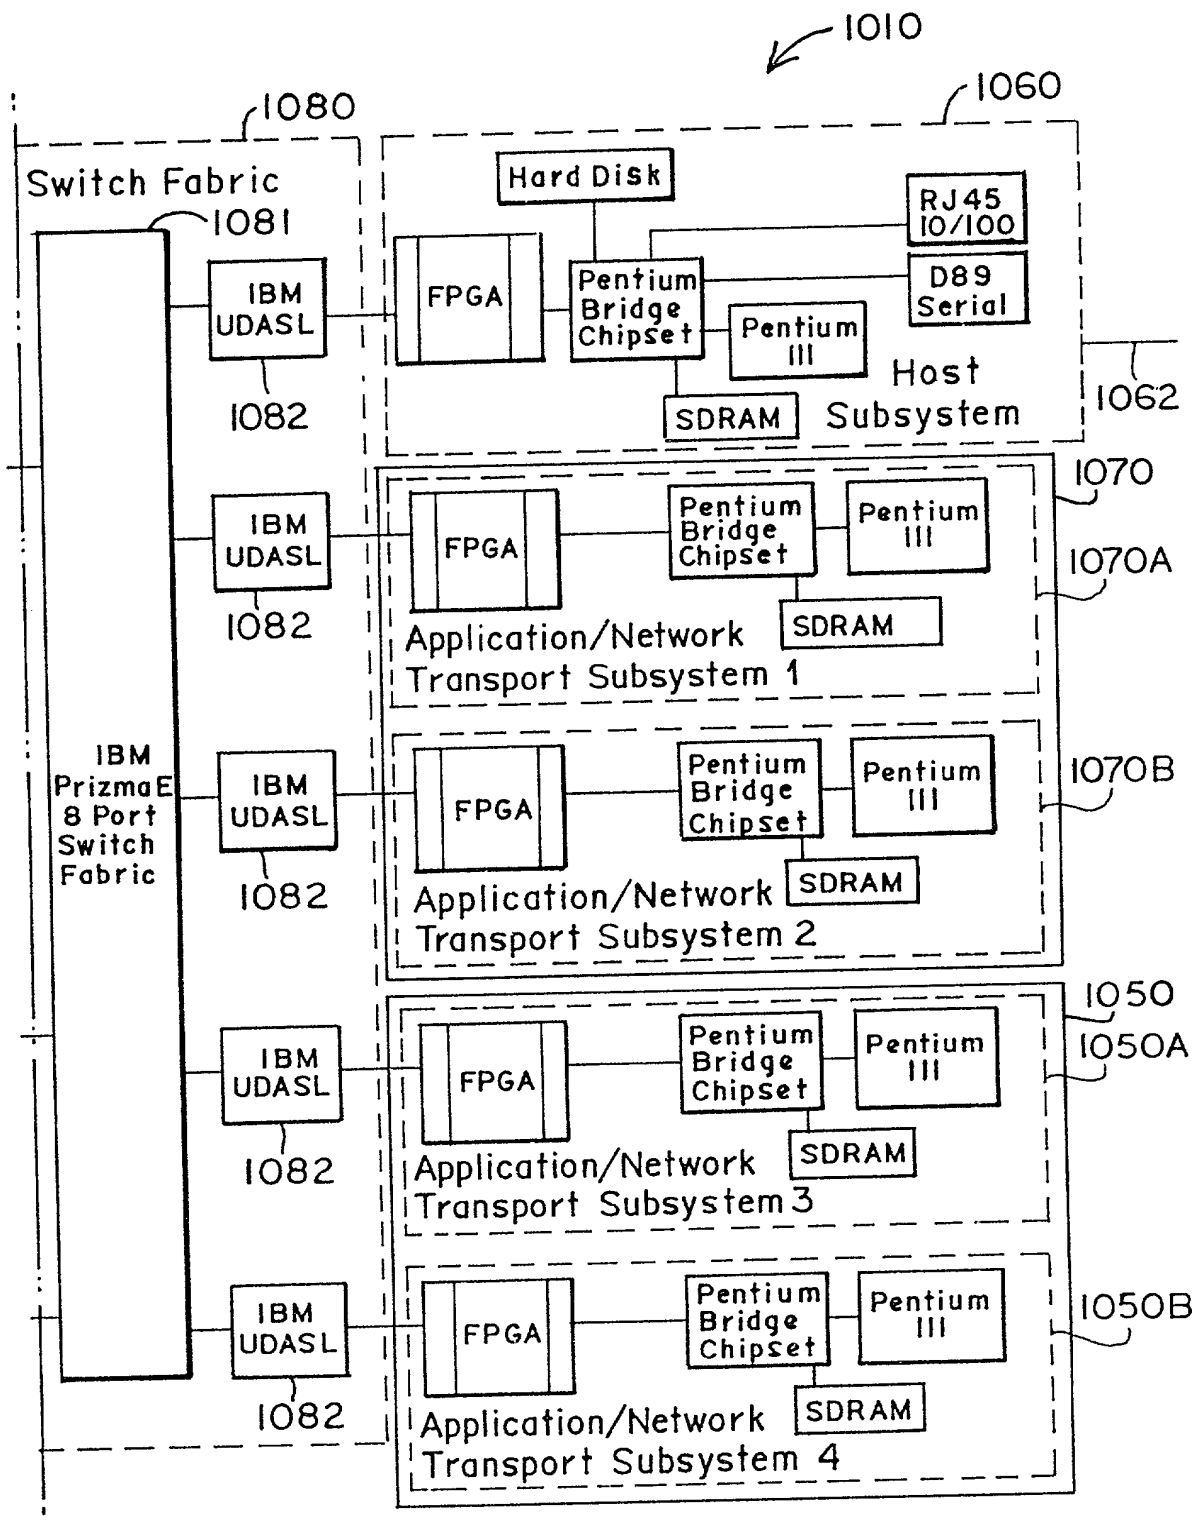 1010
1080
1060
Switch Fabric
1081
Hard Disk
RJ45
10/100
IBM
UDASL
FPGA
Pentium
Bridge
Chipset
D89
Serial
Pentium
III
1082
SDRAM
Host
Subsystem
1062
1070
IBM
UDASL
FPGA
Pentium
Bridge
Chipset
Pentium
III
1070A
1082
SDRAM
Application/Network
Transport Subsystem 1
IBM
PrizmaE
8 Port
Switch
Fabric
IBM
UDASL
FPGA
Pentium
Bridge
Chipset
Pentium
III
1070B
1082
SDRAM
Application/Network
Transport Subsystem 2
1050
IBM
UDASL
FPGA
Pentium
Bridge
Chipset
Pentium
III
1050A
1082
SDRAM
Application/Network
Transport Subsystem 3
IBM
UDASL
FPGA
Pentium
Bridge
Chipset
Pentium
III
1050B
1082
SDRAM
Application/Network
Transport Subsystem 4